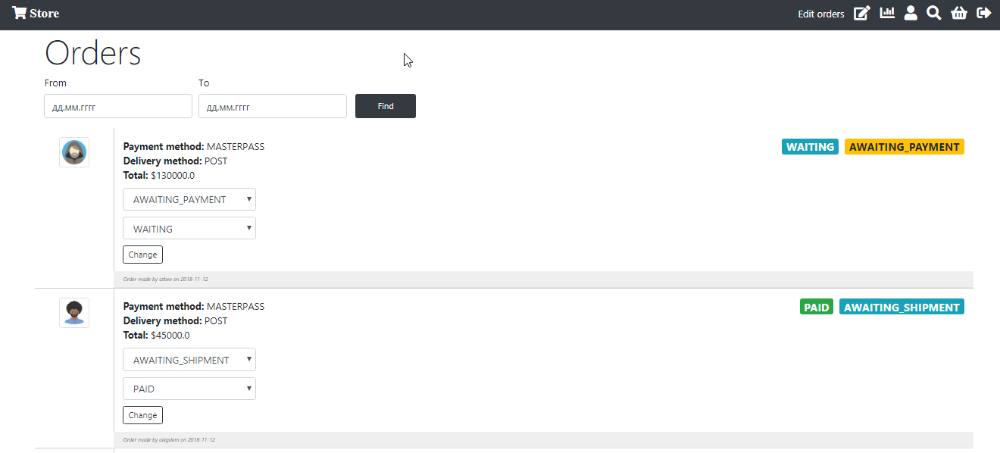 Store
Edit orders
Orders
From To
дд.мм.гггг дд.мм.гггг Find
Payment method: MASTERPASS WAITING AWAITING_PAYMENT
Delivery method: POST
Total: $130000.0
AWAITING_PAYMENT
WAITING
Change
Order made by szbee on 2018-11-12
Payment method: MASTERPASS PAID AWAITING_SHIPMENT
Delivery method: POST
Total: $45000.0
AWAITING_SHIPMENT
PAID
Change
Order made by olegdem on 2018-11-12